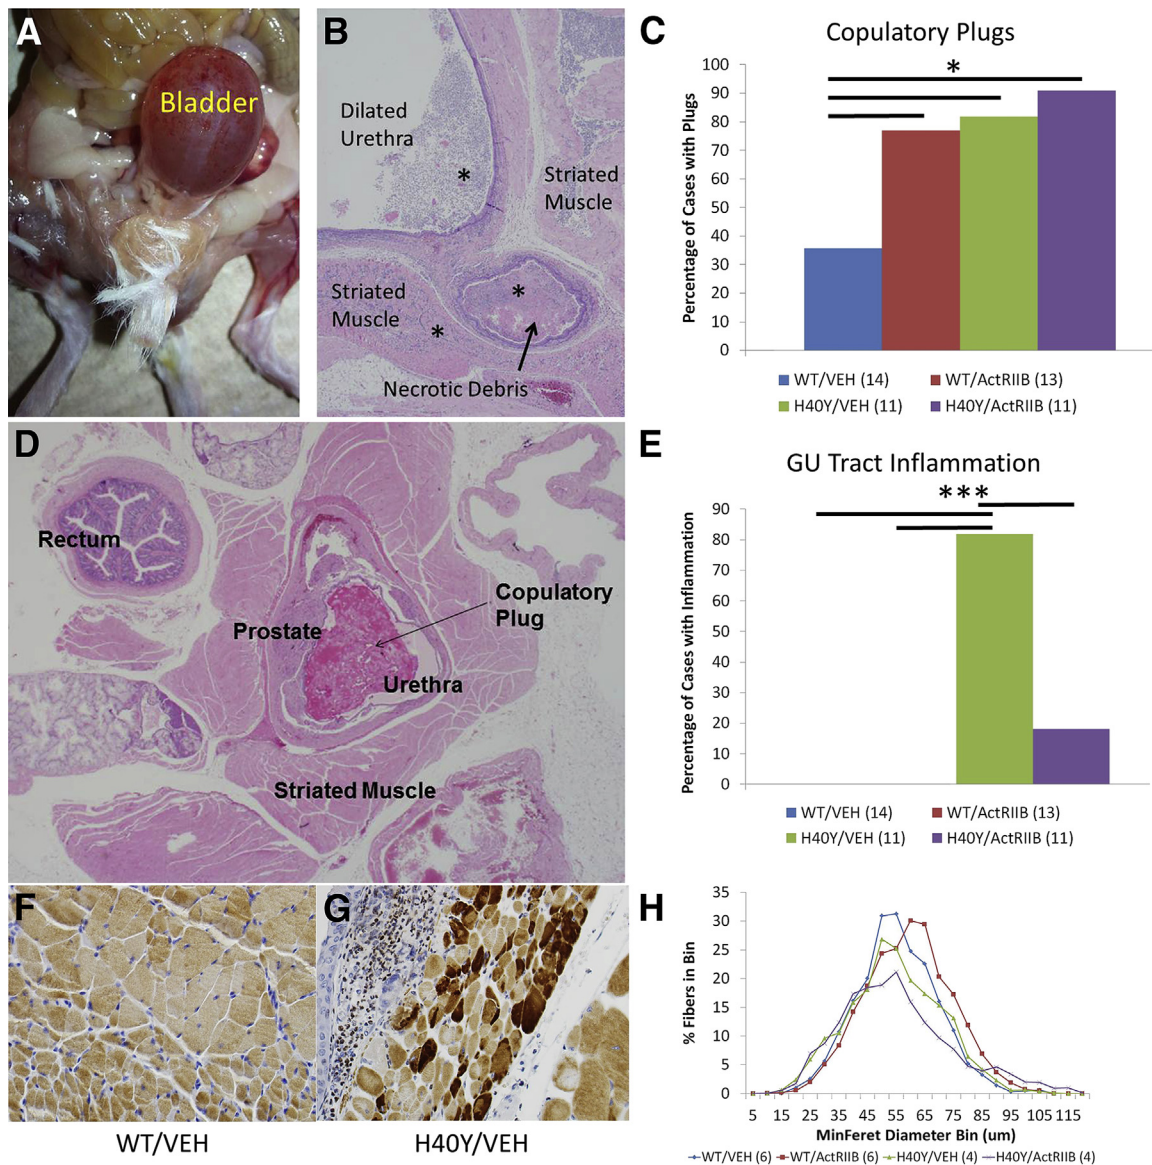 A
Bladder
B
Dilated
Urethra
*
Striated
Muscle
*
Striated
Muscle
*
Necrotic Debris
C
Copulatory Plugs
*
Percentage of Cases with Plugs
100
90
80
70
60
50
40
30
20
10
0
WT/VEH (14)
WT/ActRIIB (13)
H40Y/VEH (11)
H40Y/ActRIIB (11)
D
Rectum
Copulatory
Plug
Prostate
Urethra
Striated Muscle
E
GU Tract Inflammation
***
Percentage of Cases with Inflammation
90
80
70
60
50
40
30
20
10
0
WT/VEH (14)
WT/ActRIIB (13)
H40Y/VEH (11)
H40Y/ActRIIB (11)
F
WT/VEH
G
H40Y/VEH
H
% Fibers in Bin
35
30
25
20
15
10
5
0
5 15 25 35 45 55 65 75 85 95 105 115
MinFeret Diameter Bin (um)
WT/VEH (6) WT/ActRIIB (6) H40Y/VEH (4) H40Y/ActRIIB (4)